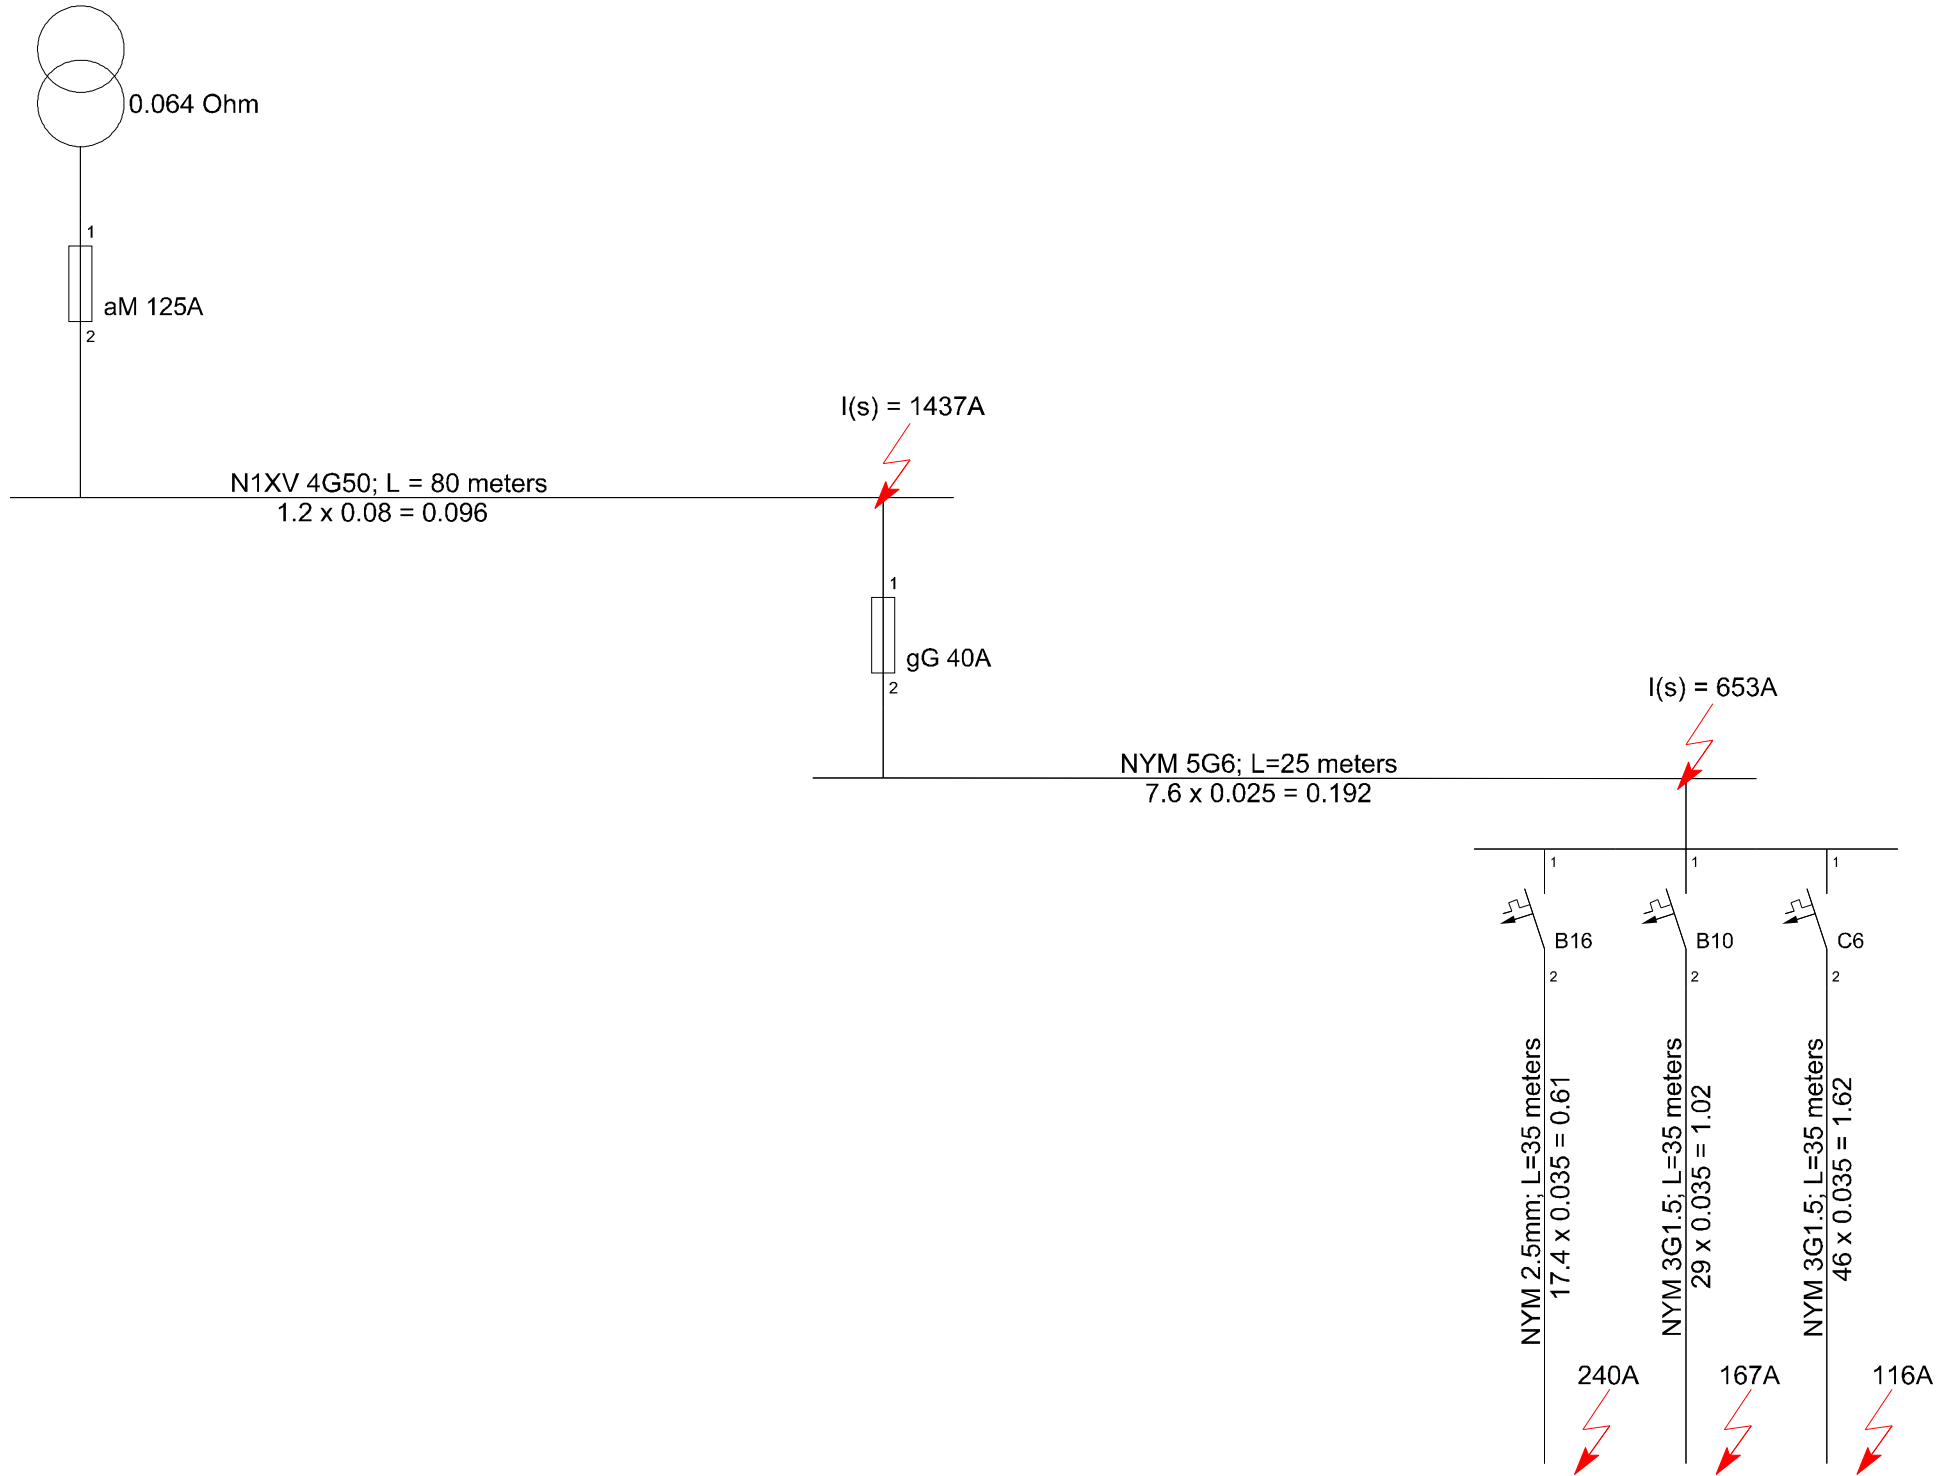 0.064 Ohm
1
aM 125A
2
I(s) = 1437A
N1XV 4G50; L = 80 meters
1.2 x 0.08 = 0.096
1
gG 40A
2
I(s) = 653A
NYM 5G6; L=25 meters
7.6 x 0.025 = 0.192
1
1
1
B16
B10
C6
2
2
2
NYM 2.5mm; L=35 meters
17.4 x 0.035 = 0.61
NYM 3G1.5; L=35 meters
29 x 0.035 = 1.02
NYM 3G1.5; L=35 meters
46 x 0.035 = 1.62
240A
167A
116A